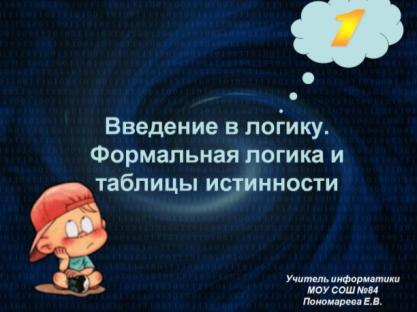 1
Введение в логику.
Формальная логика и
таблицы истинности
Учитель информатики
МОУ СОШ №84
Пономарева Е.В.